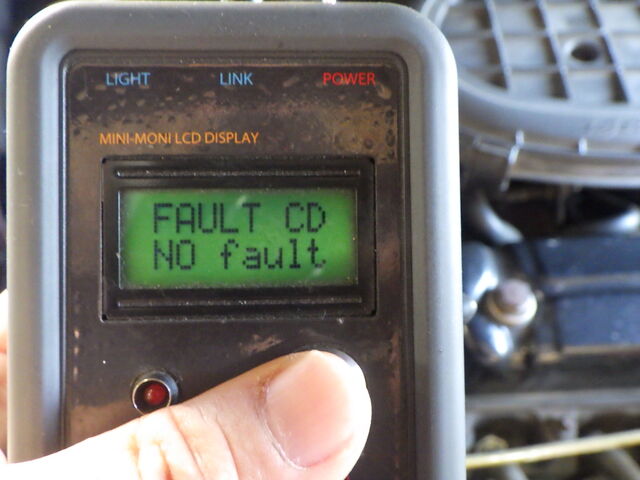 LIGHT LINK POWER
MINI-MONI LCD DISPLAY
FAULT CD
NO fault